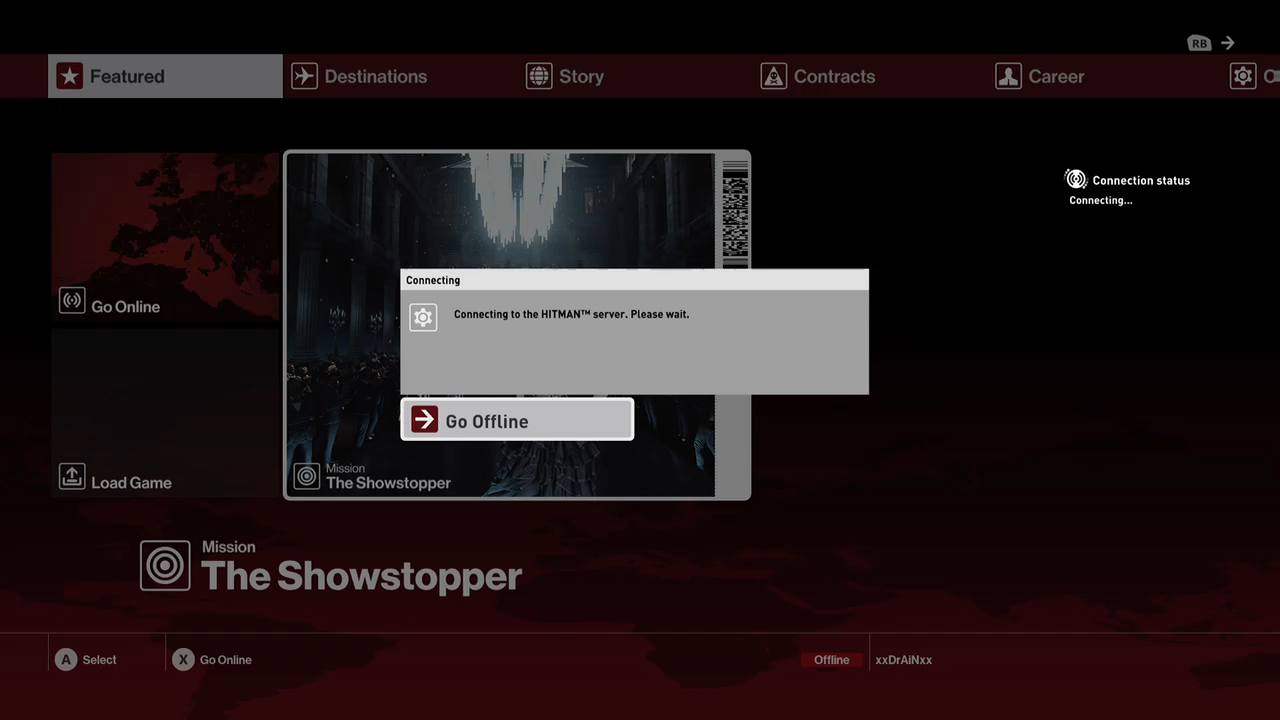 RB
Featured
Destinations
Story
Contracts
Career
Connection status
Connecting...
Connecting
Connecting to the HITMAN™ server. Please wait.
Go Offline
Go Online
Load Game
Mission
The Showstopper
Mission
The Showstopper
A Select
X Go Online
Offline
xxDrAiNxx